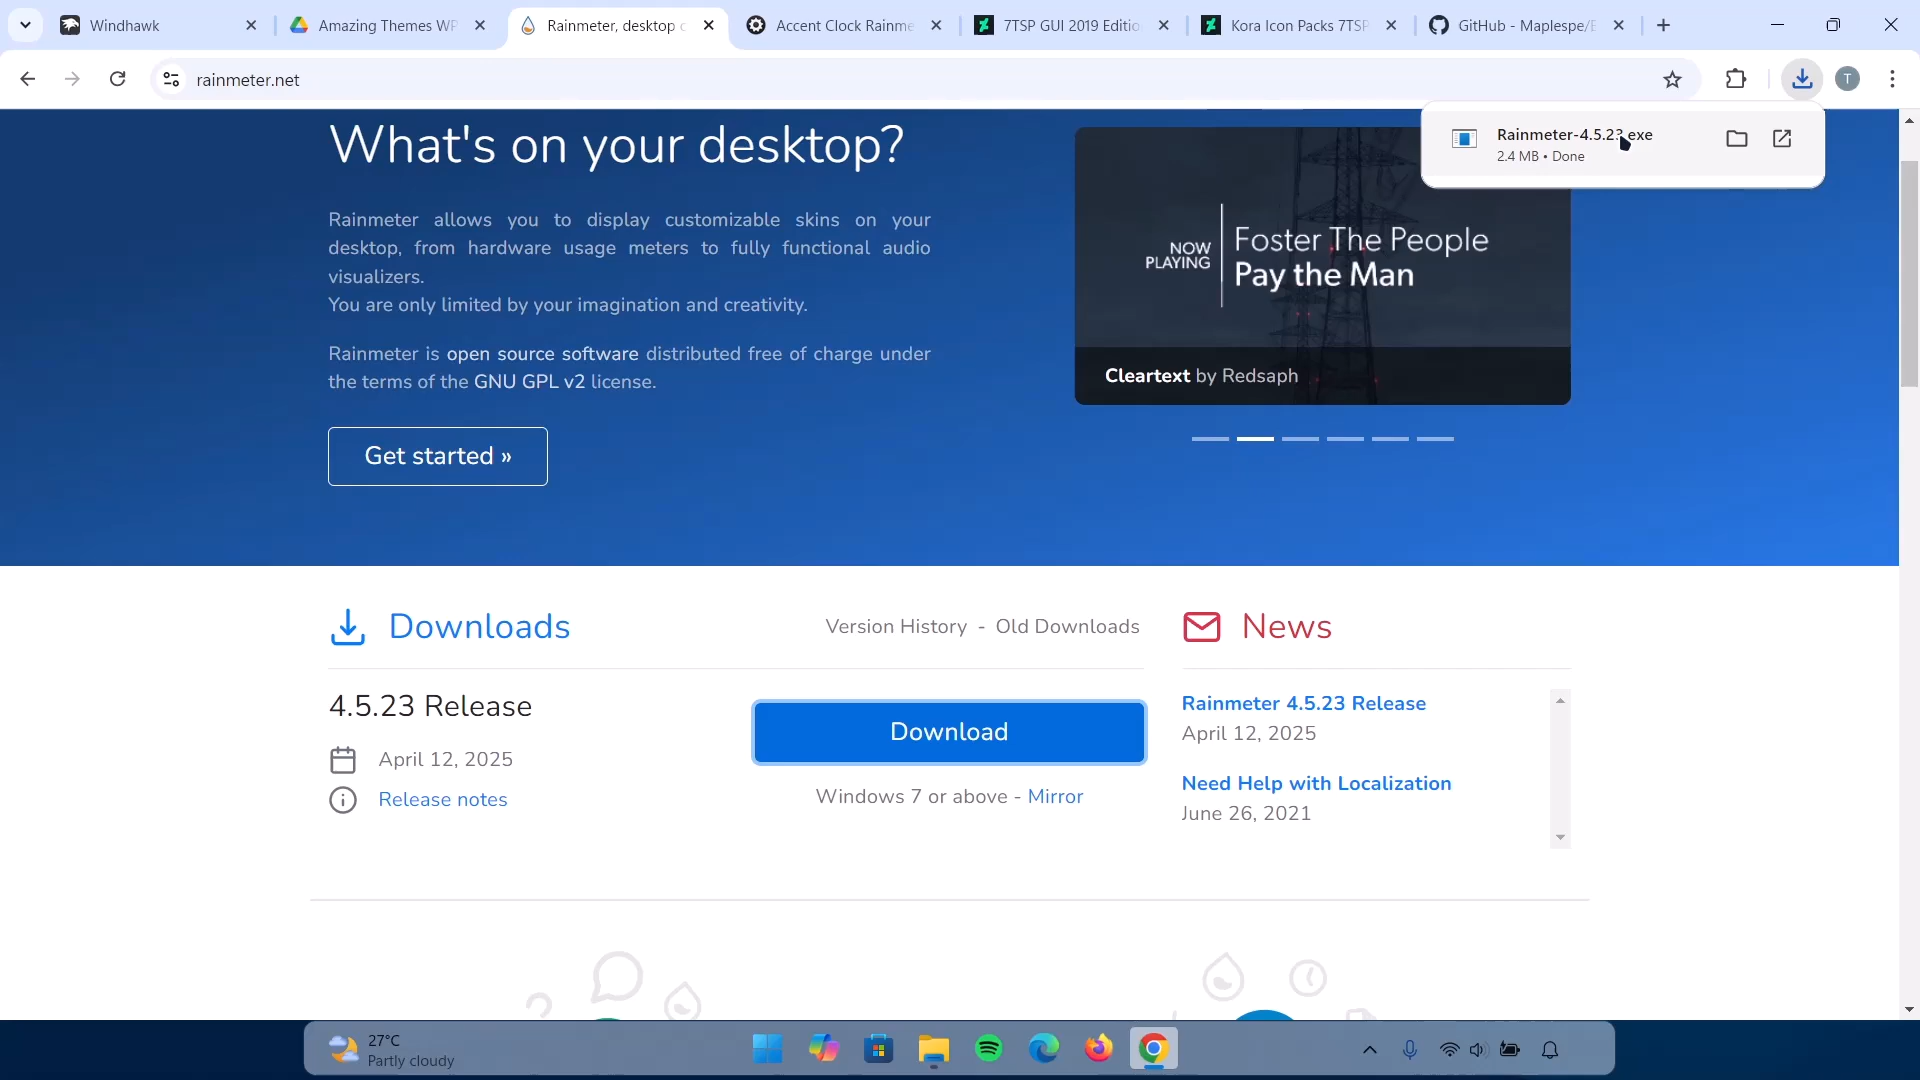 Windhawk
Amazing Themes WP
Rainmeter, desktop c
Accent Clock Rainme
7TSP GUI 2019 Editio
Kora Icon Packs 7TSP
GitHub - Maplespe/E
rainmeter.net
T
Rainmeter-4.5.23.exe
2.4 MB • Done
What's on your desktop?
Rainmeter allows you to display customizable skins on your
desktop, from hardware usage meters to fully functional audio
visualizers.
You are only limited by your imagination and creativity.
Rainmeter is open source software distributed free of charge under
the terms of the GNU GPL v2 license.
Get started »
NOW
PLAYING
Foster The People
Pay the Man
Cleartext by Redsaph
Downloads
Version History - Old Downloads
News
4.5.23 Release
April 12, 2025
Release notes
Download
Windows 7 or above - Mirror
Rainmeter 4.5.23 Release
April 12, 2025
Need Help with Localization
June 26, 2021
27°C
Partly cloudy